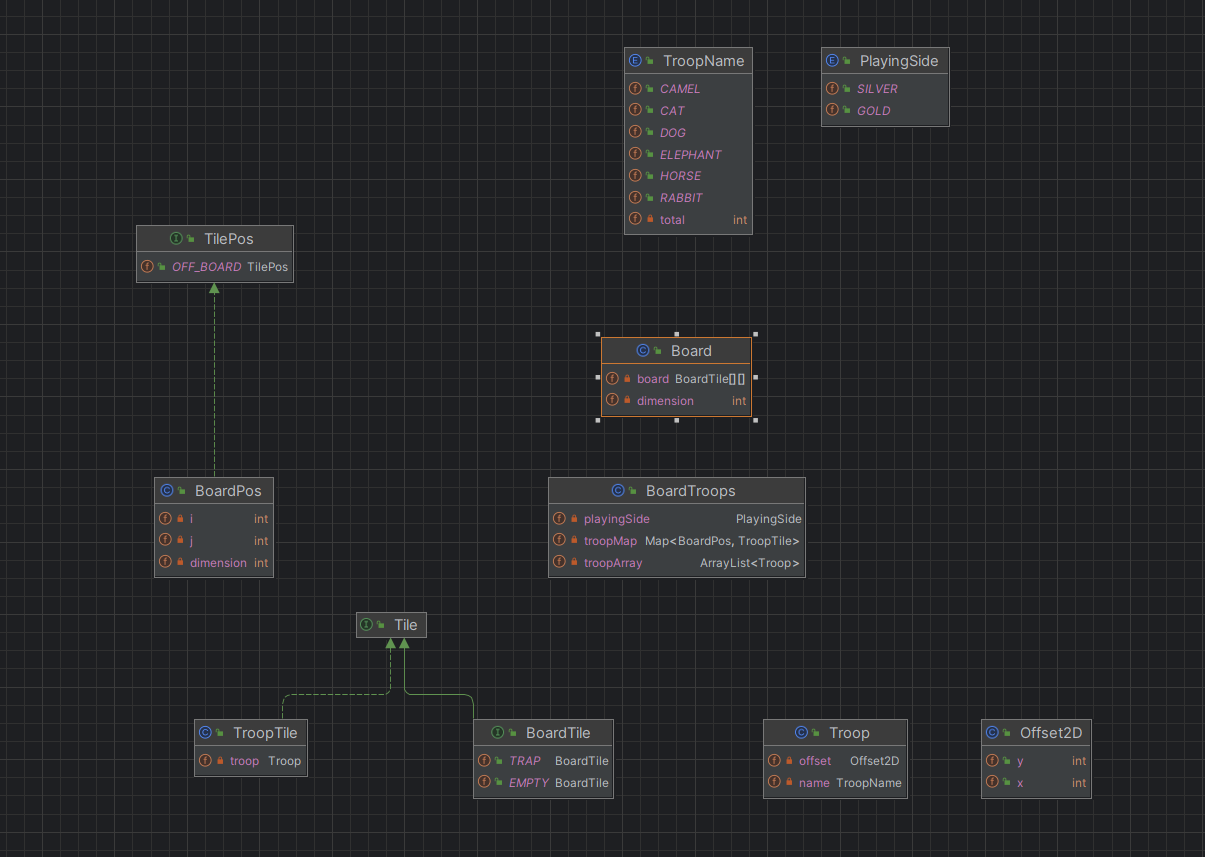 TroopName
CAMEL
CAT
DOG
ELEPHANT
HORSE
RABBIT
total int
PlayingSide
SILVER
GOLD
TilePos
OFF_BOARD TilePos
Board
board BoardTile[][]
dimension int
BoardPos
i int
j int
dimension int
BoardTroops
playingSide PlayingSide
troopMap Map<BoardPos, TroopTile>
troopArray ArrayList<Troop>
Tile
TroopTile
troop Troop
BoardTile
TRAP BoardTile
EMPTY BoardTile
Troop
offset Offset2D
name TroopName
Offset2D
y int
x int